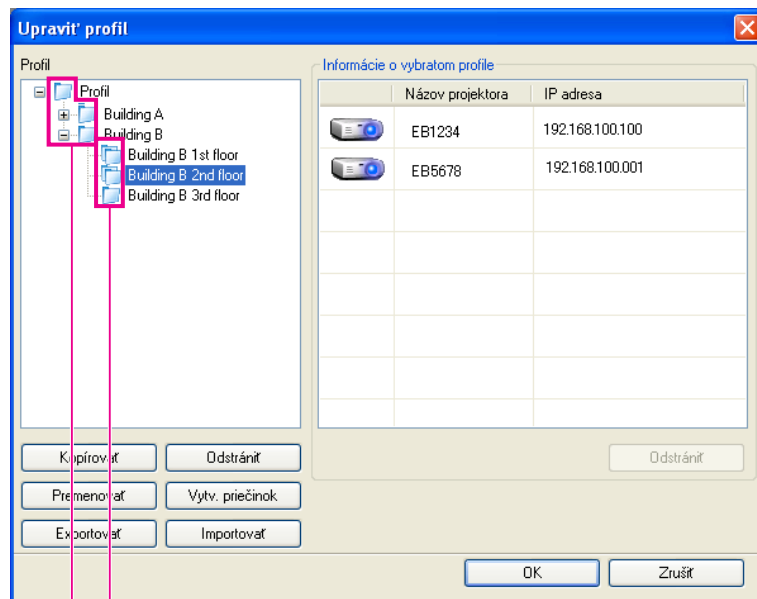 Upraviť profil
Profil
Profil
Building A
Building B
Building B 1st floor
Building B 2nd floor
Building B 3rd floor
Informácie o vybratom profile
Názov projektora IP adresa
EB1234 192.168.100.100
EB5678 192.168.100.001
Kopírovať Odstrániť
Premenovať Vytv. priečinok
Exportovať Importovať
Odstrániť
OK Zrušiť